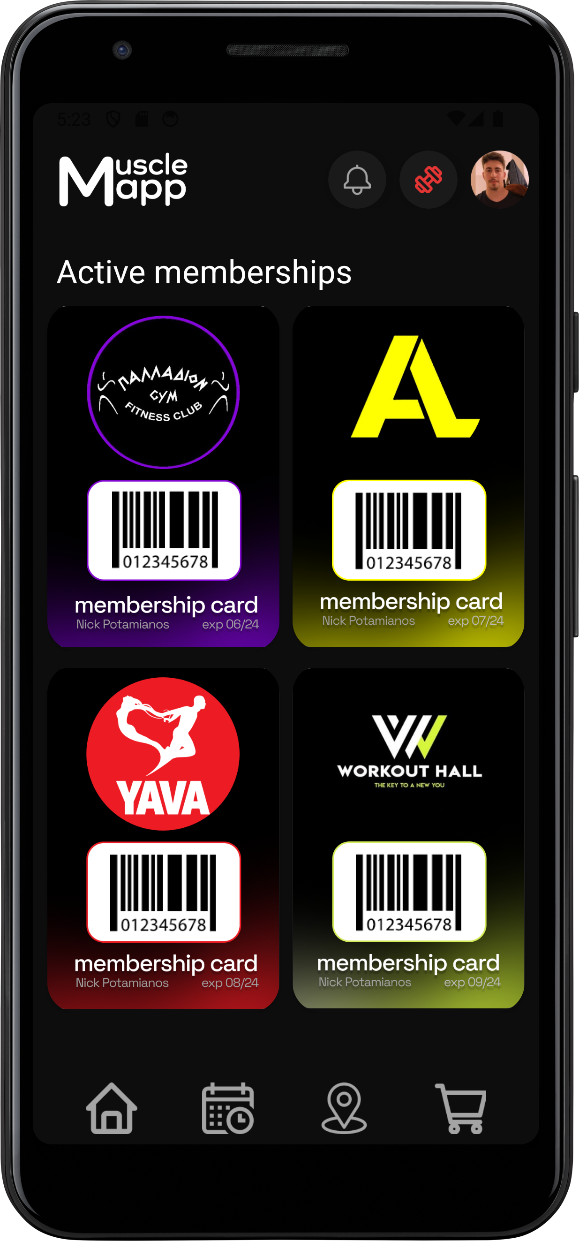 5:23
Muscle
Mapp
Active memberships
ΠΑΛΛΑΔΙΟΝ
GYM
FITNESS CLUB
012345678
membership card
Nick Potamianos exp 06/24
AL
012345678
membership card
Nick Potamianos exp 07/24
YAVA
012345678
membership card
Nick Potamianos exp 08/24
W
WORKOUT HALL
THE KEY TO A NEW YOU
012345678
membership card
Nick Potamianos exp 09/24